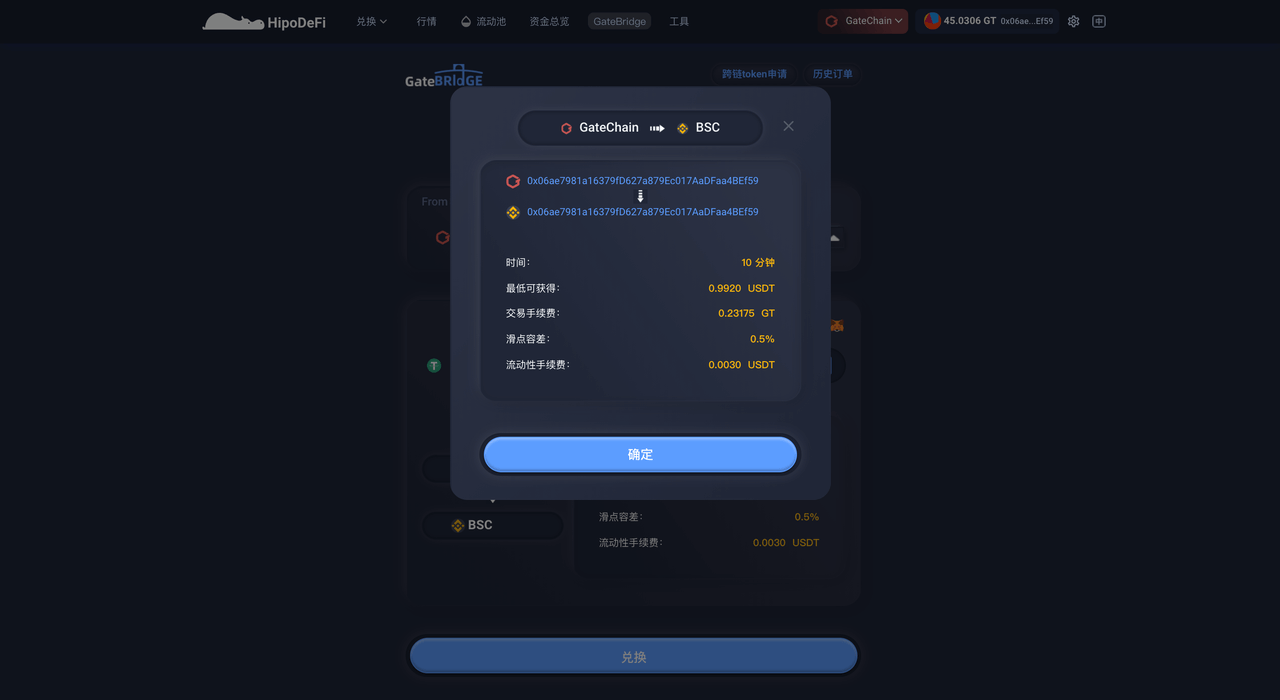 HipoDeFi 兑换 行情 流动池 资金总览 GateBridge 工具 GateChain 45.0306 GT 0x06ae...Ef59 中
GateBRIdGE 跨链token申请 历史订单
GateChain BSC
0x06ae7981a16379fD627a879Ec017AaDFaa4BEf59
From
0x06ae7981a16379fD627a879Ec017AaDFaa4BEf59
时间: 10 分钟
最低可获得: 0.9920 USDT
交易手续费: 0.23175 GT
滑点容差: 0.5%
流动性手续费: 0.0030 USDT
确定
滑点容差: 0.5%
BSC
流动性手续费: 0.0030 USDT
兑换